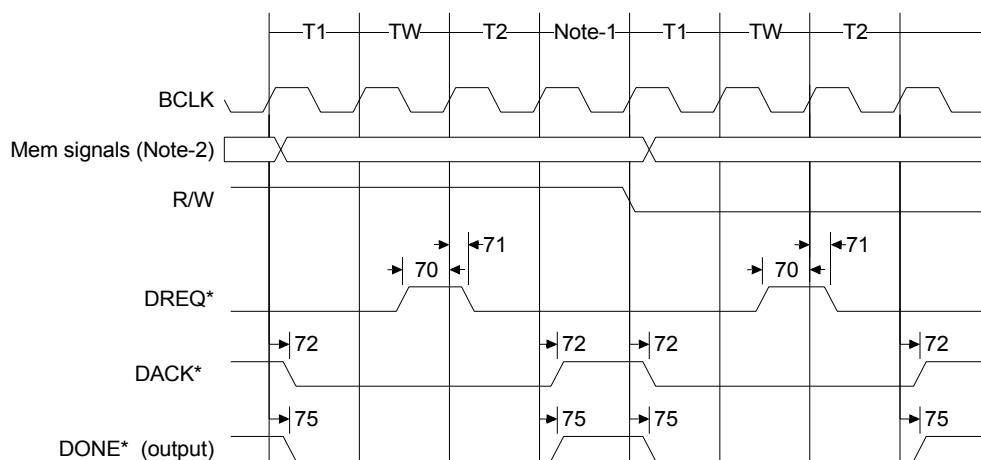 T1 TW T2 Note-1 T1 TW T2
BCLK
Mem signals (Note-2)
R/W
71 71
70 70
DREQ*
72 72 72 72
DACK*
75 75 75 75
DONE* (output)